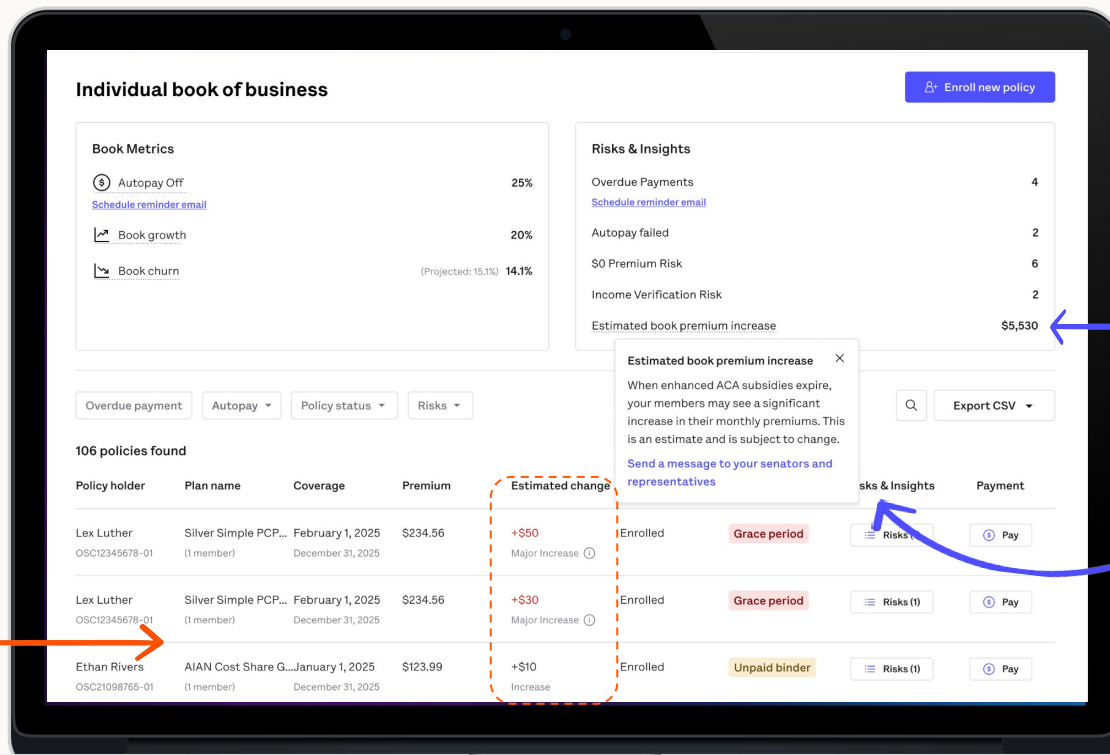 Individual book of business
Enroll new policy
Book Metrics
Autopay Off 25%
Schedule reminder email
Book growth 20%
Book churn (Projected: 15.1%) 14.1%
Risks & Insights
Overdue Payments 4
Schedule reminder email
Autopay failed 2
$0 Premium Risk 6
Income Verification Risk 2
Estimated book premium increase $5,530
Estimated book premium increase
When enhanced ACA subsidies expire,
your members may see a significant
increase in their monthly premiums. This
is an estimate and is subject to change.
Send a message to your senators and
representatives
Overdue payment Autopay Policy status Risks Export CSV
106 policies found
Policy holder Plan name Coverage Premium Estimated change sks & Insights Payment
Lex Luther Silver Simple PCP... February 1, 2025 $234.56 +$50 Enrolled Grace period Risks Pay
OSC12345678-01 (1 member) December 31, 2025 Major Increase
Lex Luther Silver Simple PCP... February 1, 2025 $234.56 +$30 Enrolled Grace period Risks (1) Pay
OSC12345678-01 (1 member) December 31, 2025 Major Increase
Ethan Rivers AIAN Cost Share G... January 1, 2025 $123.99 +$10 Enrolled Unpaid binder Risks (1) Pay
OSC21098765-01 (1 member) December 31, 2025 Increase